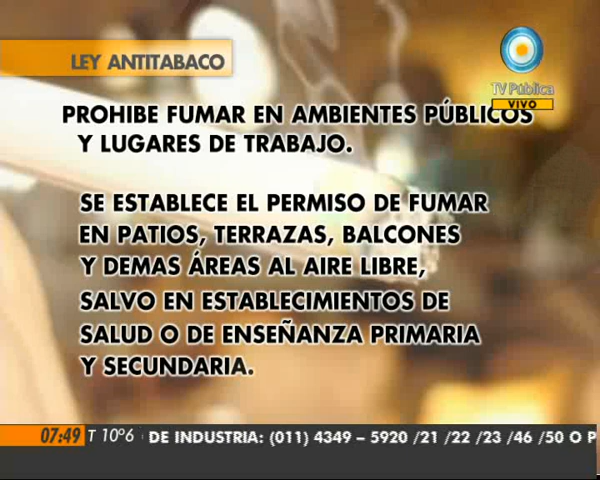 LEY ANTITABACO
TV Pública
VIVO
PROHIBE FUMAR EN AMBIENTES PÚBLICOS
Y LUGARES DE TRABAJO.
SE ESTABLECE EL PERMISO DE FUMAR
EN PATIOS, TERRAZAS, BALCONES
Y DEMAS ÁREAS AL AIRE LIBRE,
SALVO EN ESTABLECIMIENTOS DE
SALUD O DE ENSEÑANZA PRIMARIA
Y SECUNDARIA.
07:49 T 10º6 DE INDUSTRIA: (011) 4349 – 5920 /21 /22 /23 /46 /50 O P